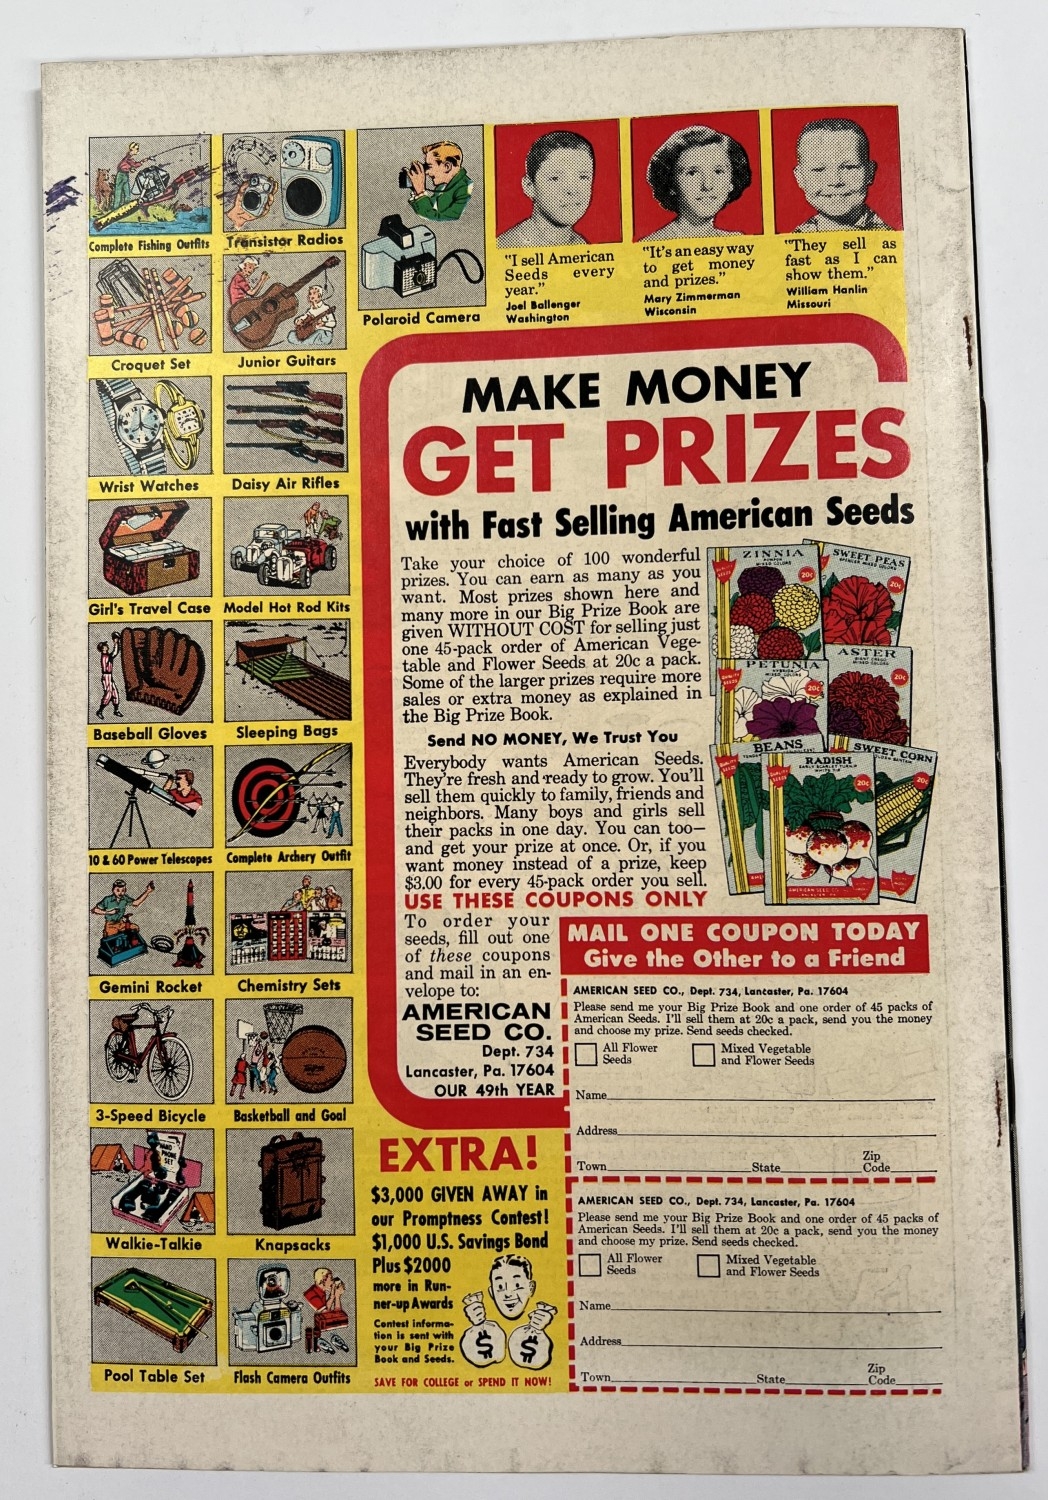 Complete Fishing Outfits
Transistor Radios
Croquet Set
Junior Guitars
Wrist Watches
Daisy Air Rifles
Girl's Travel Case
Model Hot Rod Kits
Baseball Gloves
Sleeping Bags
10 & 60 Power Telescopes
Complete Archery Outfit
Gemini Rocket
Chemistry Sets
3-Speed Bicycle
Basketball and Goal
Walkie-Talkie
Knapsacks
Pool Table Set
Flash Camera Outfits
Polaroid Camera
"I sell American
Seeds every
year."
Joel Ballenger
Washington
"It's an easy way
to get money
and prizes."
Mary Zimmerman
Wisconsin
"They sell as
fast as I can
show them."
William Hanlin
Missouri
MAKE MONEY
GET PRIZES
with Fast Selling American Seeds
Take your choice of 100 wonderful
prizes. You can earn as many as you
want. Most prizes shown here and
many more in our Big Prize Book are
given WITHOUT COST for selling just
one 45-pack order of American Vege-
table and Flower Seeds at 20c a pack.
Some of the larger prizes require more
sales or extra money as explained in
the Big Prize Book.
Send NO MONEY, We Trust You
Everybody wants American Seeds.
They're fresh and ready to grow. You'll
sell them quickly to family, friends and
neighbors. Many boys and girls sell
their packs in one day. You can too—
and get your prize at once. Or, if you
want money instead of a prize, keep
$3.00 for every 45-pack order you sell.
USE THESE COUPONS ONLY
To order your
seeds, fill out one
of these coupons
and mail in an en-
velope to:
AMERICAN
SEED CO.
Dept. 734
Lancaster, Pa. 17604
OUR 49th YEAR
ZINNIA
MIXED COLORS
20c
SWEET PEAS
MIXED COLORS
20c
PETUNIA
MIXED COLORS
20c
ASTER
MIXED COLORS
20c
BEANS
RADISH
20c
SWEET CORN
20c
MAIL ONE COUPON TODAY
Give the Other to a Friend
AMERICAN SEED CO., Dept. 734, Lancaster, Pa. 17604
Please send me your Big Prize Book and one order of 45 packs of
American Seeds. I'll sell them at 20c a pack, send you the money
and choose my prize. Send seeds checked.
All Flower
Seeds
Mixed Vegetable
and Flower Seeds
Name
Address
Town State Zip
Code
AMERICAN SEED CO., Dept. 734, Lancaster, Pa. 17604
Please send me your Big Prize Book and one order of 45 packs of
American Seeds. I'll sell them at 20c a pack, send you the money
and choose my prize. Send seeds checked.
All Flower
Seeds
Mixed Vegetable
and Flower Seeds
Name
Address
Town State Zip
Code
EXTRA!
$3,000 GIVEN AWAY in
our Promptness Contest!
$1,000 U.S. Savings Bond
Plus $2000
more in Run-
ner-up Awards
Contest informa-
tion is sent with
your Big Prize
Book and Seeds.
$ $
SAVE FOR COLLEGE or SPEND IT NOW!